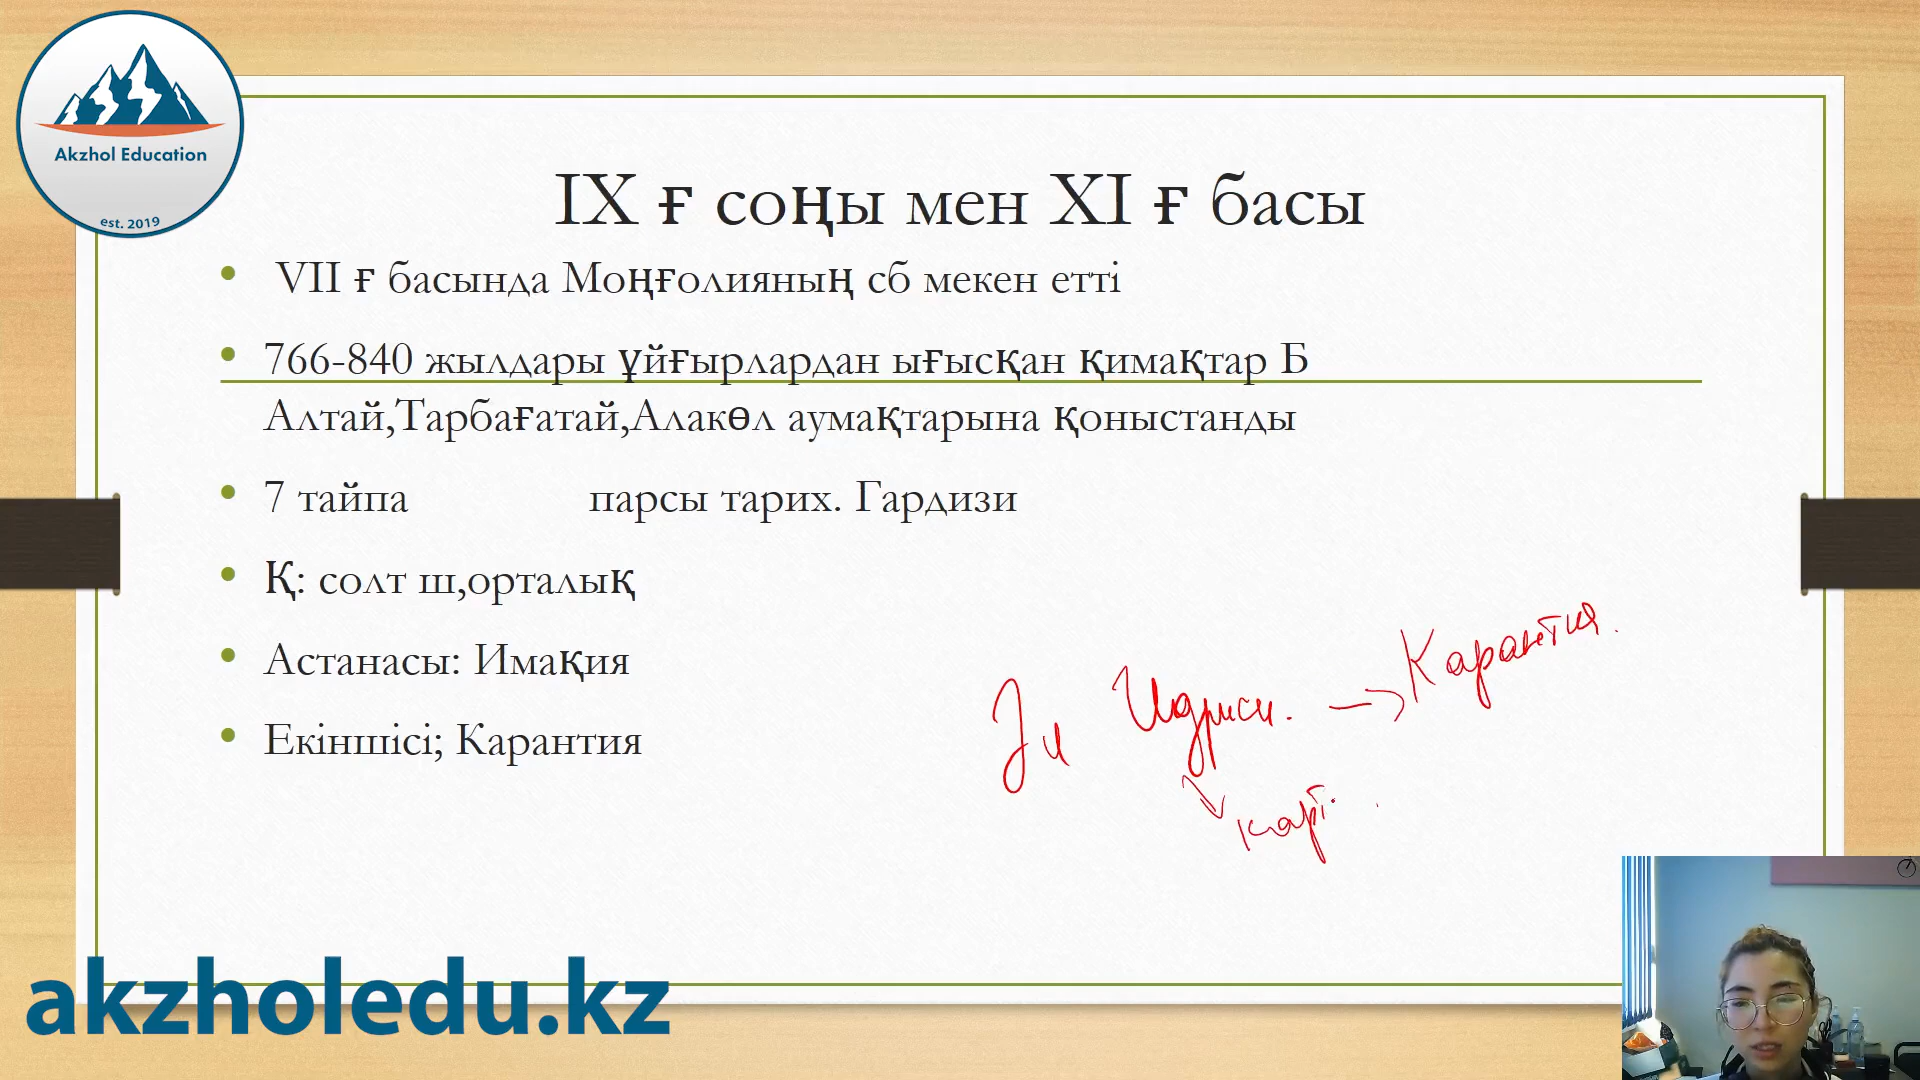 Akzhol Education
est. 2019
IX ғ соңы мен XI ғ басы
VII ғ басында Моңғолияның сб мекен етті
766-840 жылдары ұйғырлардан ығысқан қимақтар Б
Алтай,Тарбағатай,Алакөл аумақтарына қоныстанды
7 тайпа парсы тарих. Гардизи
Қ: солт ш,орталық
Астанасы: Имақия
Екіншісі; Карантия
Идриси. → Карантия.
карт.
akzholedu.kz